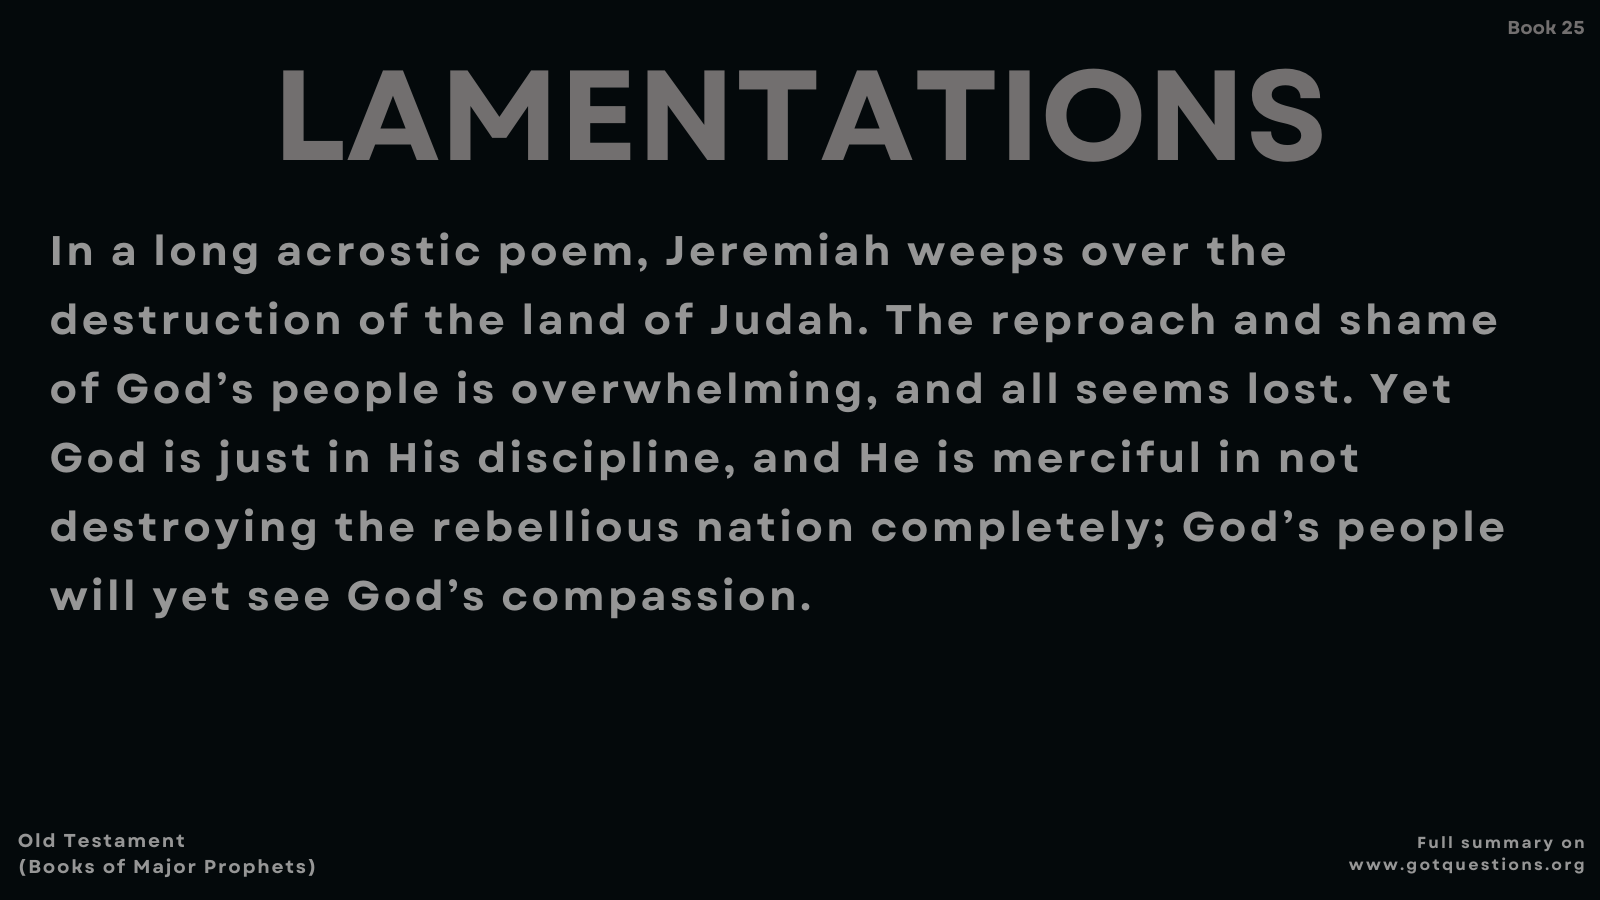 Book 25
LAMENTATIONS
In a long acrostic poem, Jeremiah weeps over the
destruction of the land of Judah. The reproach and shame
of God’s people is overwhelming, and all seems lost. Yet
God is just in His discipline, and He is merciful in not
destroying the rebellious nation completely; God’s people
will yet see God’s compassion.
Old Testament
(Books of Major Prophets)
Full summary on
www.gotquestions.org